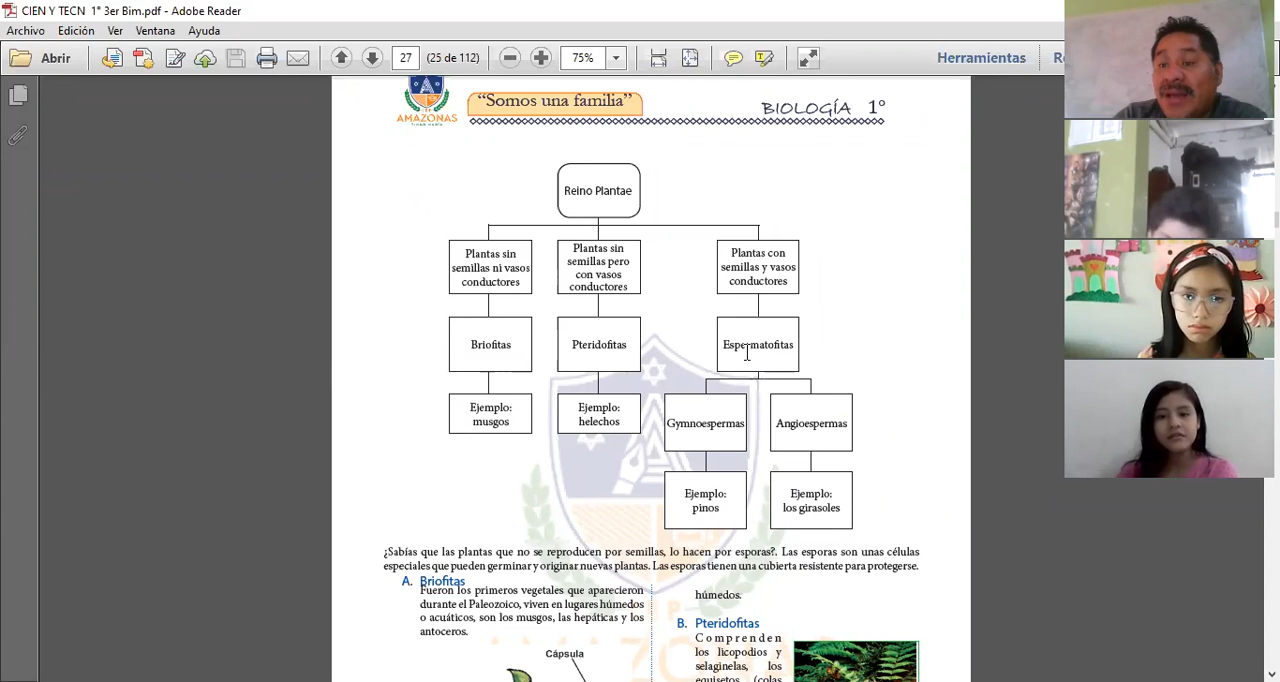 CIEN Y TECN 1° 3er Bim.pdf - Adobe Reader
Archivo Edición Ver Ventana Ayuda
Abrir 27 (25 de 112) 75% Herramientas
AMAZONAS
“Somos una familia”
BIOLOGÍA 1°
Reino Plantae
Plantas sin
semillas ni vasos
conductores
Plantas sin
semillas pero
con vasos
conductores
Plantas con
semillas y vasos
conductores
Briofitas
Pteridofitas
Espermatofitas
Ejemplo:
musgos
Ejemplo:
helechos
Gymnoespermas
Angioespermas
Ejemplo:
pinos
Ejemplo:
los girasoles
¿Sabías que las plantas que no se reproducen por semillas, lo hacen por esporas?. Las esporas son unas células
especiales que pueden germinar y originar nuevas plantas. Las esporas tienen una cubierta resistente para protegerse.
A. Briofitas
Fueron los primeros vegetales que aparecieron
durante el Paleozoico, viven en lugares húmedos
o acuáticos, son los musgos, las hepáticas y los
antoceros.
Cápsula
húmedos.
B. Pteridofitas
Comprenden
los licopodios y
selaginelas, los
equisetos (colas